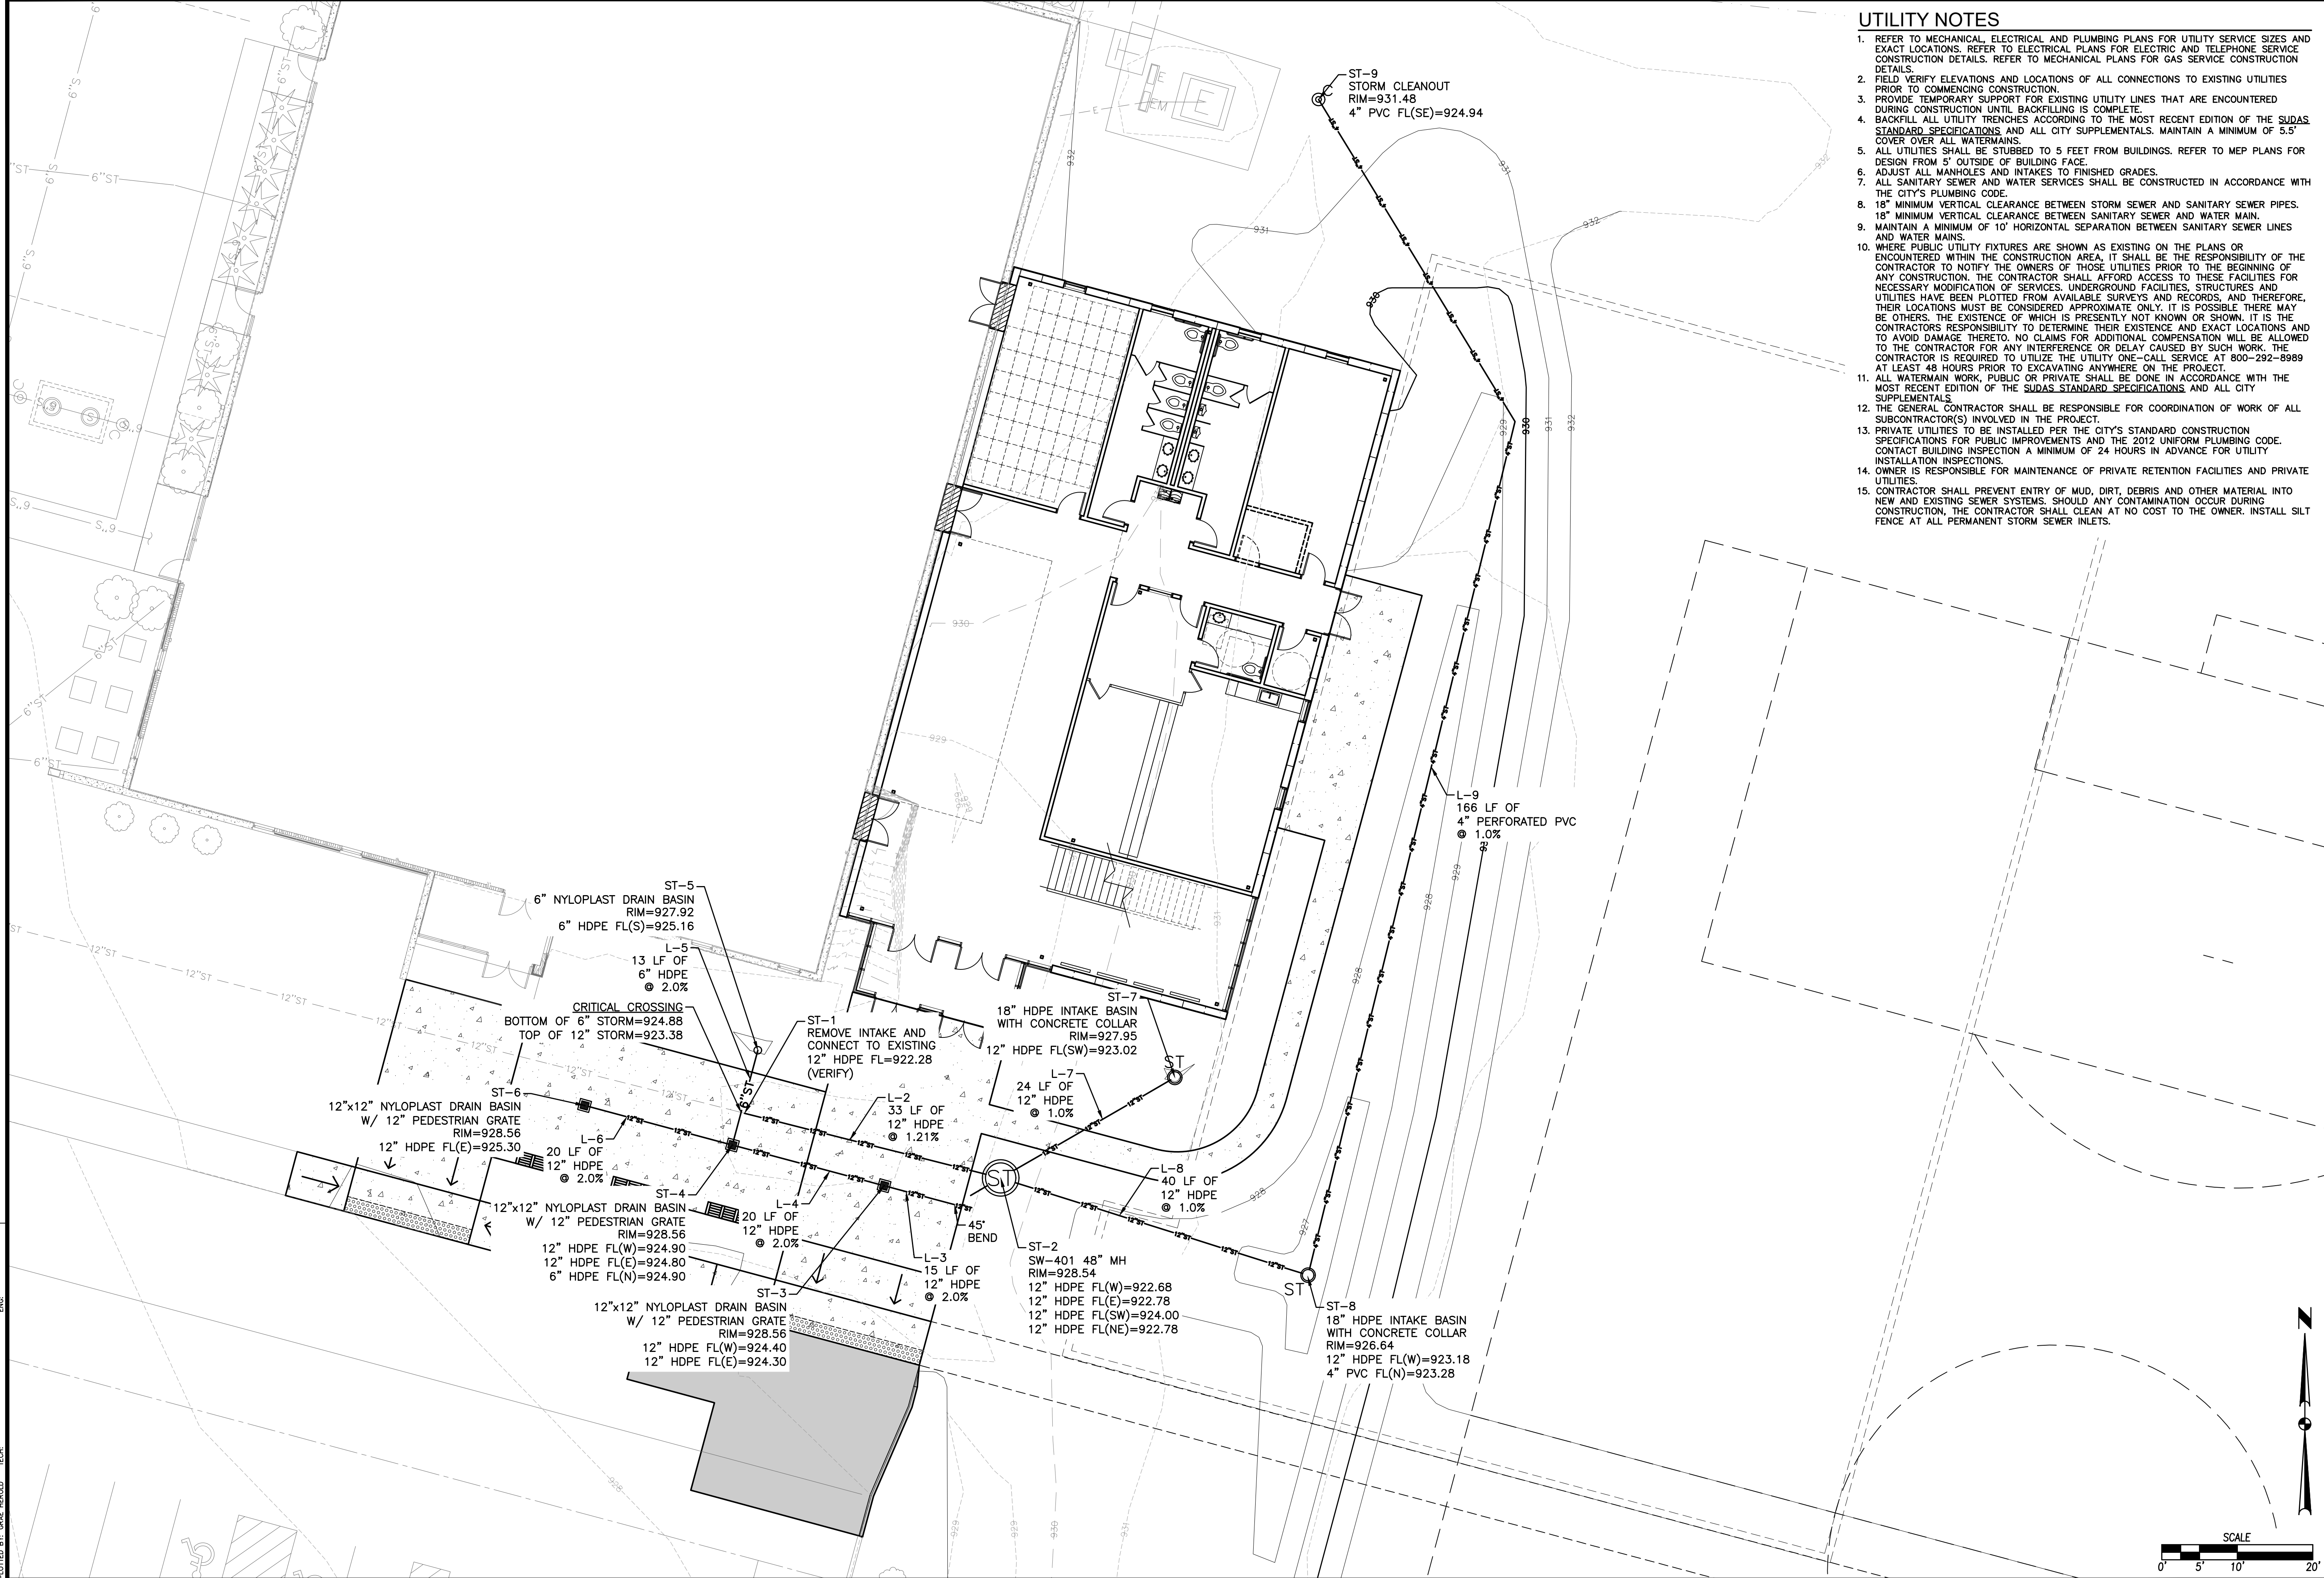 UTILITY NOTES
1. REFER TO MECHANICAL, ELECTRICAL AND PLUMBING PLANS FOR UTILITY SERVICE SIZES AND
EXACT LOCATIONS. REFER TO ELECTRICAL PLANS FOR ELECTRIC AND TELEPHONE SERVICE
CONSTRUCTION DETAILS. REFER TO MECHANICAL PLANS FOR GAS SERVICE CONSTRUCTION
DETAILS.
2. FIELD VERIFY ELEVATIONS AND LOCATIONS OF ALL CONNECTIONS TO EXISTING UTILITIES
PRIOR TO COMMENCING CONSTRUCTION.
3. PROVIDE TEMPORARY SUPPORT FOR EXISTING UTILITY LINES THAT ARE ENCOUNTERED
DURING CONSTRUCTION UNTIL BACKFILLING IS COMPLETE.
4. BACKFILL ALL UTILITY TRENCHES ACCORDING TO THE MOST RECENT EDITION OF THE SUDAS
STANDARD SPECIFICATIONS AND ALL CITY SUPPLEMENTALS. MAINTAIN A MINIMUM OF 5.5'
COVER OVER ALL WATERMAINS.
5. ALL UTILITIES SHALL BE STUBBED TO 5 FEET FROM BUILDINGS. REFER TO MEP PLANS FOR
DESIGN FROM 5' OUTSIDE OF BUILDING FACE.
6. ADJUST ALL MANHOLES AND INTAKES TO FINISHED GRADES.
7. ALL SANITARY SEWER AND WATER SERVICES SHALL BE CONSTRUCTED IN ACCORDANCE WITH
THE CITY'S PLUMBING CODE.
8. 18" MINIMUM VERTICAL CLEARANCE BETWEEN STORM SEWER AND SANITARY SEWER PIPES.
18" MINIMUM VERTICAL CLEARANCE BETWEEN SANITARY SEWER AND WATER MAIN.
9. MAINTAIN A MINIMUM OF 10' HORIZONTAL SEPARATION BETWEEN SANITARY SEWER LINES
AND WATER MAINS.
10. WHERE PUBLIC UTILITY FIXTURES ARE SHOWN AS EXISTING ON THE PLANS OR
ENCOUNTERED WITHIN THE CONSTRUCTION AREA, IT SHALL BE THE RESPONSIBILITY OF THE
CONTRACTOR TO NOTIFY THE OWNERS OF THOSE UTILITIES PRIOR TO THE BEGINNING OF
ANY CONSTRUCTION. THE CONTRACTOR SHALL AFFORD ACCESS TO THESE FACILITIES FOR
NECESSARY MODIFICATION OF SERVICES. UNDERGROUND FACILITIES, STRUCTURES AND
UTILITIES HAVE BEEN PLOTTED FROM AVAILABLE SURVEYS AND RECORDS, AND THEREFORE,
THEIR LOCATIONS MUST BE CONSIDERED APPROXIMATE ONLY. IT IS POSSIBLE THERE MAY
BE OTHERS. THE EXISTENCE OF WHICH IS PRESENTLY NOT KNOWN OR SHOWN. IT IS THE
CONTRACTORS RESPONSIBILITY TO DETERMINE THEIR EXISTENCE AND EXACT LOCATIONS AND
TO AVOID DAMAGE THERETO. NO CLAIMS FOR ADDITIONAL COMPENSATION WILL BE ALLOWED
TO THE CONTRACTOR FOR ANY INTERFERENCE OR DELAY CAUSED BY SUCH WORK. THE
CONTRACTOR IS REQUIRED TO UTILIZE THE UTILITY ONE-CALL SERVICE AT 800-292-8989
AT LEAST 48 HOURS PRIOR TO EXCAVATING ANYWHERE ON THE PROJECT.
11. ALL WATERMAIN WORK, PUBLIC OR PRIVATE SHALL BE DONE IN ACCORDANCE WITH THE
MOST RECENT EDITION OF THE SUDAS STANDARD SPECIFICATIONS AND ALL CITY
SUPPLEMENTALS
12. THE GENERAL CONTRACTOR SHALL BE RESPONSIBLE FOR COORDINATION OF WORK OF ALL
SUBCONTRACTOR(S) INVOLVED IN THE PROJECT.
13. PRIVATE UTILITIES TO BE INSTALLED PER THE CITY'S STANDARD CONSTRUCTION
SPECIFICATIONS FOR PUBLIC IMPROVEMENTS AND THE 2012 UNIFORM PLUMBING CODE.
CONTACT BUILDING INSPECTION A MINIMUM OF 24 HOURS IN ADVANCE FOR UTILITY
INSTALLATION INSPECTIONS.
14. OWNER IS RESPONSIBLE FOR MAINTENANCE OF PRIVATE RETENTION FACILITIES AND PRIVATE
UTILITIES.
15. CONTRACTOR SHALL PREVENT ENTRY OF MUD, DIRT, DEBRIS AND OTHER MATERIAL INTO
NEW AND EXISTING SEWER SYSTEMS. SHOULD ANY CONTAMINATION OCCUR DURING
CONSTRUCTION, THE CONTRACTOR SHALL CLEAN AT NO COST TO THE OWNER. INSTALL SILT
FENCE AT ALL PERMANENT STORM SEWER INLETS.
ST-9
STORM CLEANOUT
RIM=931.48
4" PVC FL(SE)=924.94
L-9
166 LF OF
4" PERFORATED PVC
@ 1.0%
ST-5
6" NYLOPLAST DRAIN BASIN
RIM=927.92
6" HDPE FL(S)=925.16
L-5
13 LF OF
6" HDPE
@ 2.0%
CRITICAL CROSSING
BOTTOM OF 6" STORM=924.88
TOP OF 12" STORM=923.38
ST-1
REMOVE INTAKE AND
CONNECT TO EXISTING
12" HDPE FL=922.28
(VERIFY)
ST-7
18" HDPE INTAKE BASIN
WITH CONCRETE COLLAR
RIM=927.95
12" HDPE FL(SW)=923.02
L-7
24 LF OF
12" HDPE
@ 1.0%
L-2
33 LF OF
12" HDPE
@ 1.21%
ST-6
12"x12" NYLOPLAST DRAIN BASIN
W/ 12" PEDESTRIAN GRATE
RIM=928.56
12" HDPE FL(E)=925.30
L-6
20 LF OF
12" HDPE
@ 2.0%
ST-4
12"x12" NYLOPLAST DRAIN BASIN
W/ 12" PEDESTRIAN GRATE
RIM=928.56
12" HDPE FL(W)=924.90
12" HDPE FL(E)=924.80
6" HDPE FL(N)=924.90
L-4
20 LF OF
12" HDPE
@ 2.0%
L-8
40 LF OF
12" HDPE
@ 1.0%
45°
BEND
L-3
15 LF OF
12" HDPE
@ 2.0%
ST-2
SW-401 48" MH
RIM=928.54
12" HDPE FL(W)=922.68
12" HDPE FL(E)=922.78
12" HDPE FL(SW)=924.00
12" HDPE FL(NE)=922.78
ST-3
12"x12" NYLOPLAST DRAIN BASIN
W/ 12" PEDESTRIAN GRATE
RIM=928.56
12" HDPE FL(W)=924.40
12" HDPE FL(E)=924.30
ST-8
18" HDPE INTAKE BASIN
WITH CONCRETE COLLAR
RIM=926.64
12" HDPE FL(W)=923.18
4" PVC FL(N)=923.28
ST
ST
ST
N
SCALE
0' 5' 10' 20'